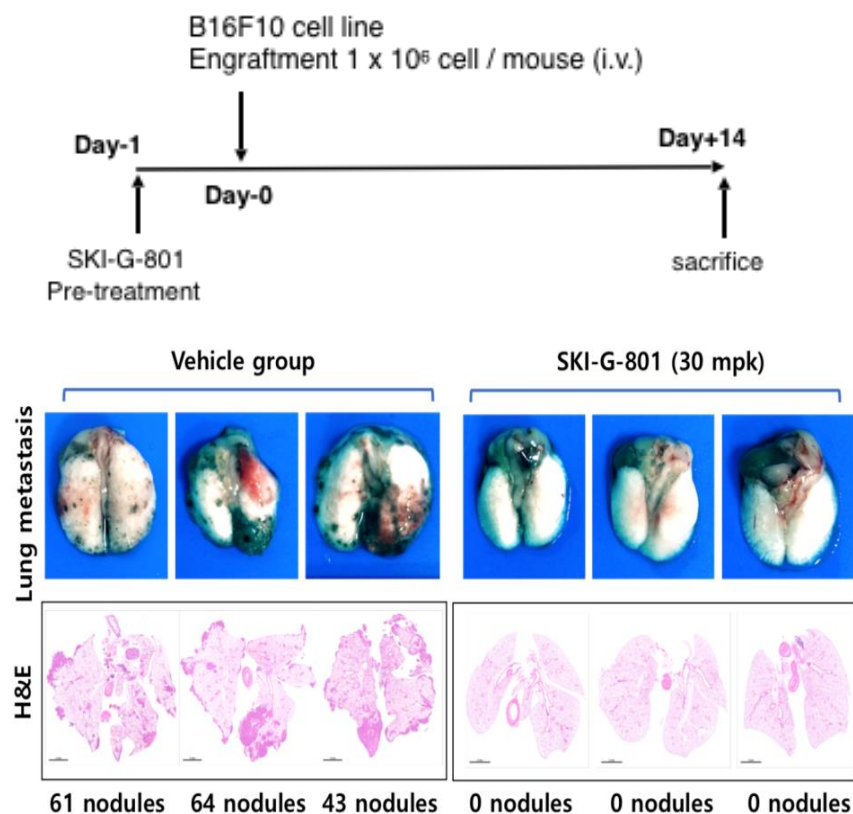 B16F10 cell line
Engraftment 1 x 10⁶ cell / mouse (i.v.)
Day-1
Day+14
Day-0
SKI-G-801
Pre-treatment
sacrifice
Vehicle group
SKI-G-801 (30 mpk)
Lung metastasis
H&E
61 nodules
64 nodules
43 nodules
0 nodules
0 nodules
0 nodules